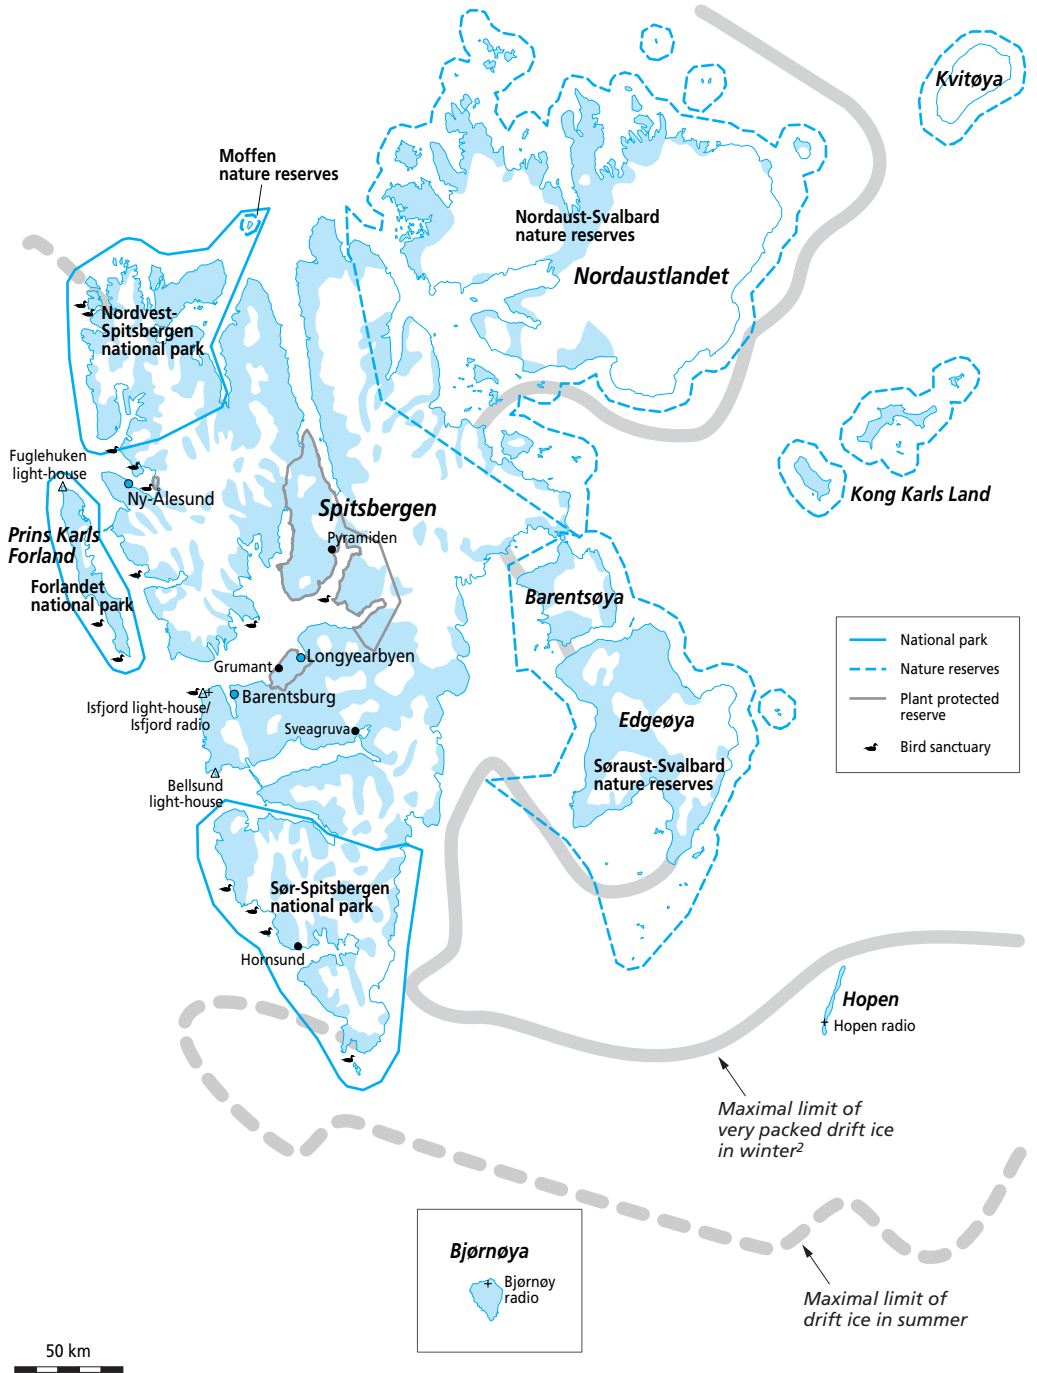 Kvitøya
Moffen
nature reserves
Nordaust-Svalbard
nature reserves
Nordaustlandet
Nordvest-
Spitsbergen
national park
Fuglehuken
light-house
Ny-Ålesund
Spitsbergen
Kong Karls Land
Prins Karls
Forland
Pyramiden
Forlandet
national park
Barentsøya
National park
Nature reserves
Plant protected
reserve
Bird sanctuary
Longyearbyen
Grumant
Barentsburg
Isfjord light-house/
Isfjord radio
Sveagruva
Edgeøya
Søraust-Svalbard
nature reserves
Bellsund
light-house
Sør-Spitsbergen
national park
Hornsund
Hopen
Hopen radio
Maximal limit of
very packed drift ice
in winter2
Bjørnøya
Bjørnøy
radio
Maximal limit of
drift ice in summer
50 km